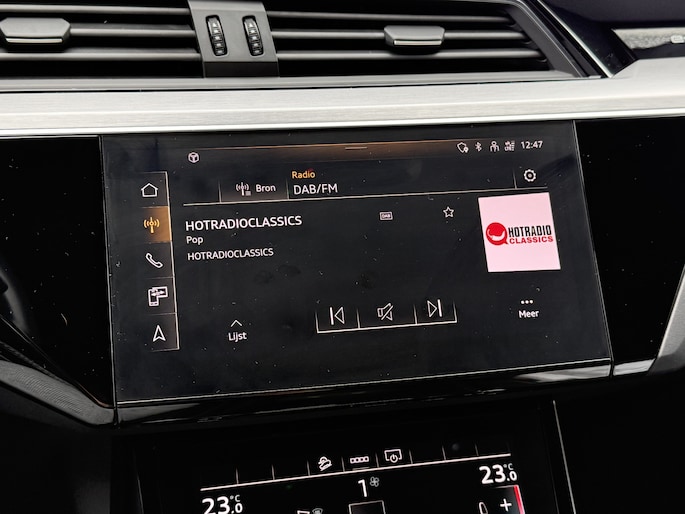 12:47
Radio
Bron
DAB/FM
HOTRADIOCLASSICS
DAB
Pop
HOTRADIOCLASSICS
HOTRADIO
CLASSICS
Lijst
Meer
23.0°C
1
23.0°C
+